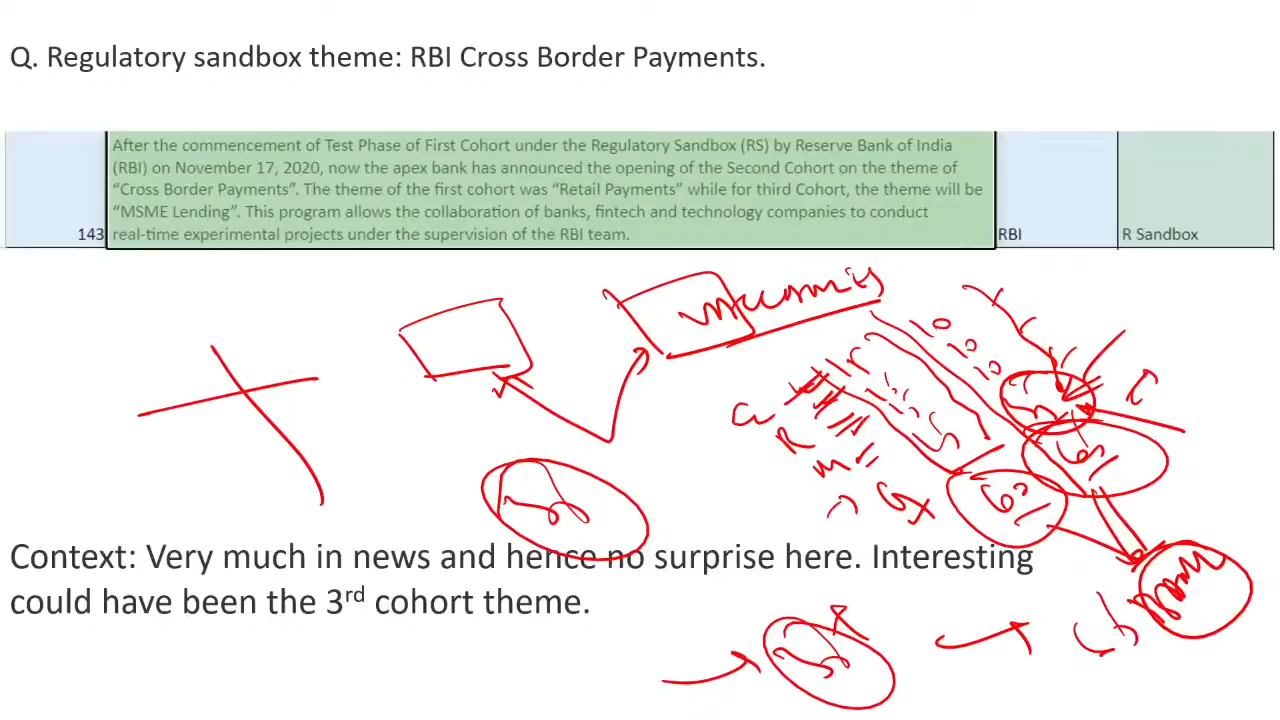 Q. Regulatory sandbox theme: RBI Cross Border Payments.
After the commencement of Test Phase of First Cohort under the Regulatory Sandbox (RS) by Reserve Bank of India
(RBI) on November 17, 2020, now the apex bank has announced the opening of the Second Cohort on the theme of
“Cross Border Payments”. The theme of the first cohort was “Retail Payments” while for third Cohort, the theme will be
“MSME Lending”. This program allows the collaboration of banks, fintech and technology companies to conduct
143 real-time experimental projects under the supervision of the RBI team. RBI R Sandbox
10
10
10
Context: Very much in news and hence no surprise here. Interesting
could have been the 3rd cohort theme.